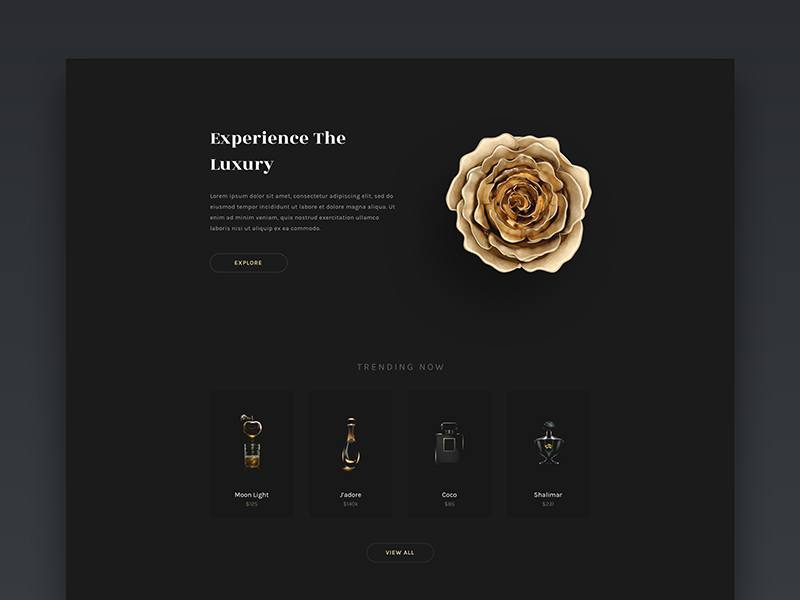 Experience The
Luxury
Lorem ipsum dolor sit amet, consectetur adipiscing elit, sed do
eiusmod tempor incididunt ut labore et dolore magna aliqua. Ut
enim ad minim veniam, quis nostrud exercitation ullamco
laboris nisi ut aliquip ex ea commodo.
EXPLORE
TRENDING NOW
Moon Light J'adore Coco Shalimar
$125 $85
VIEW ALL